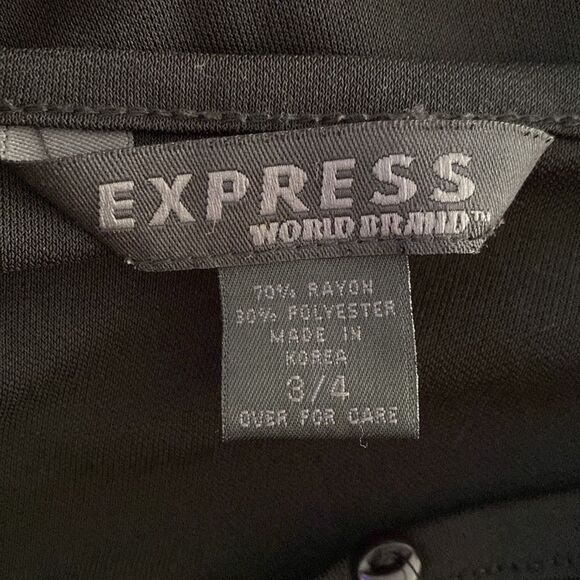 EXPRESS
WORLD BRAND™
70% RAYON
30% POLYESTER
MADE IN
KOREA
3/4
OVER FOR CARE